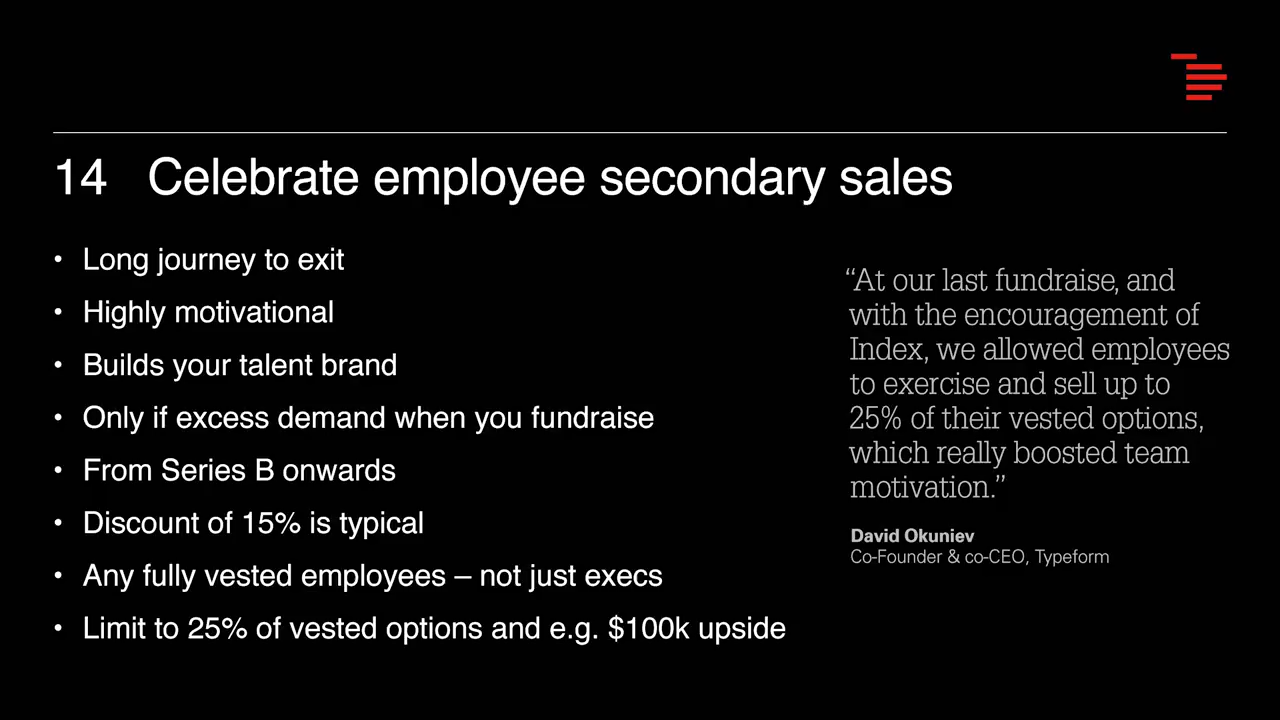 14 Celebrate employee secondary sales
• Long journey to exit
• Highly motivational
• Builds your talent brand
• Only if excess demand when you fundraise
• From Series B onwards
• Discount of 15% is typical
• Any fully vested employees – not just execs
• Limit to 25% of vested options and e.g. $100k upside
“At our last fundraise, and
with the encouragement of
Index, we allowed employees
to exercise and sell up to
25% of their vested options,
which really boosted team
motivation.”
David Okuniev
Co-Founder & co-CEO, Typeform